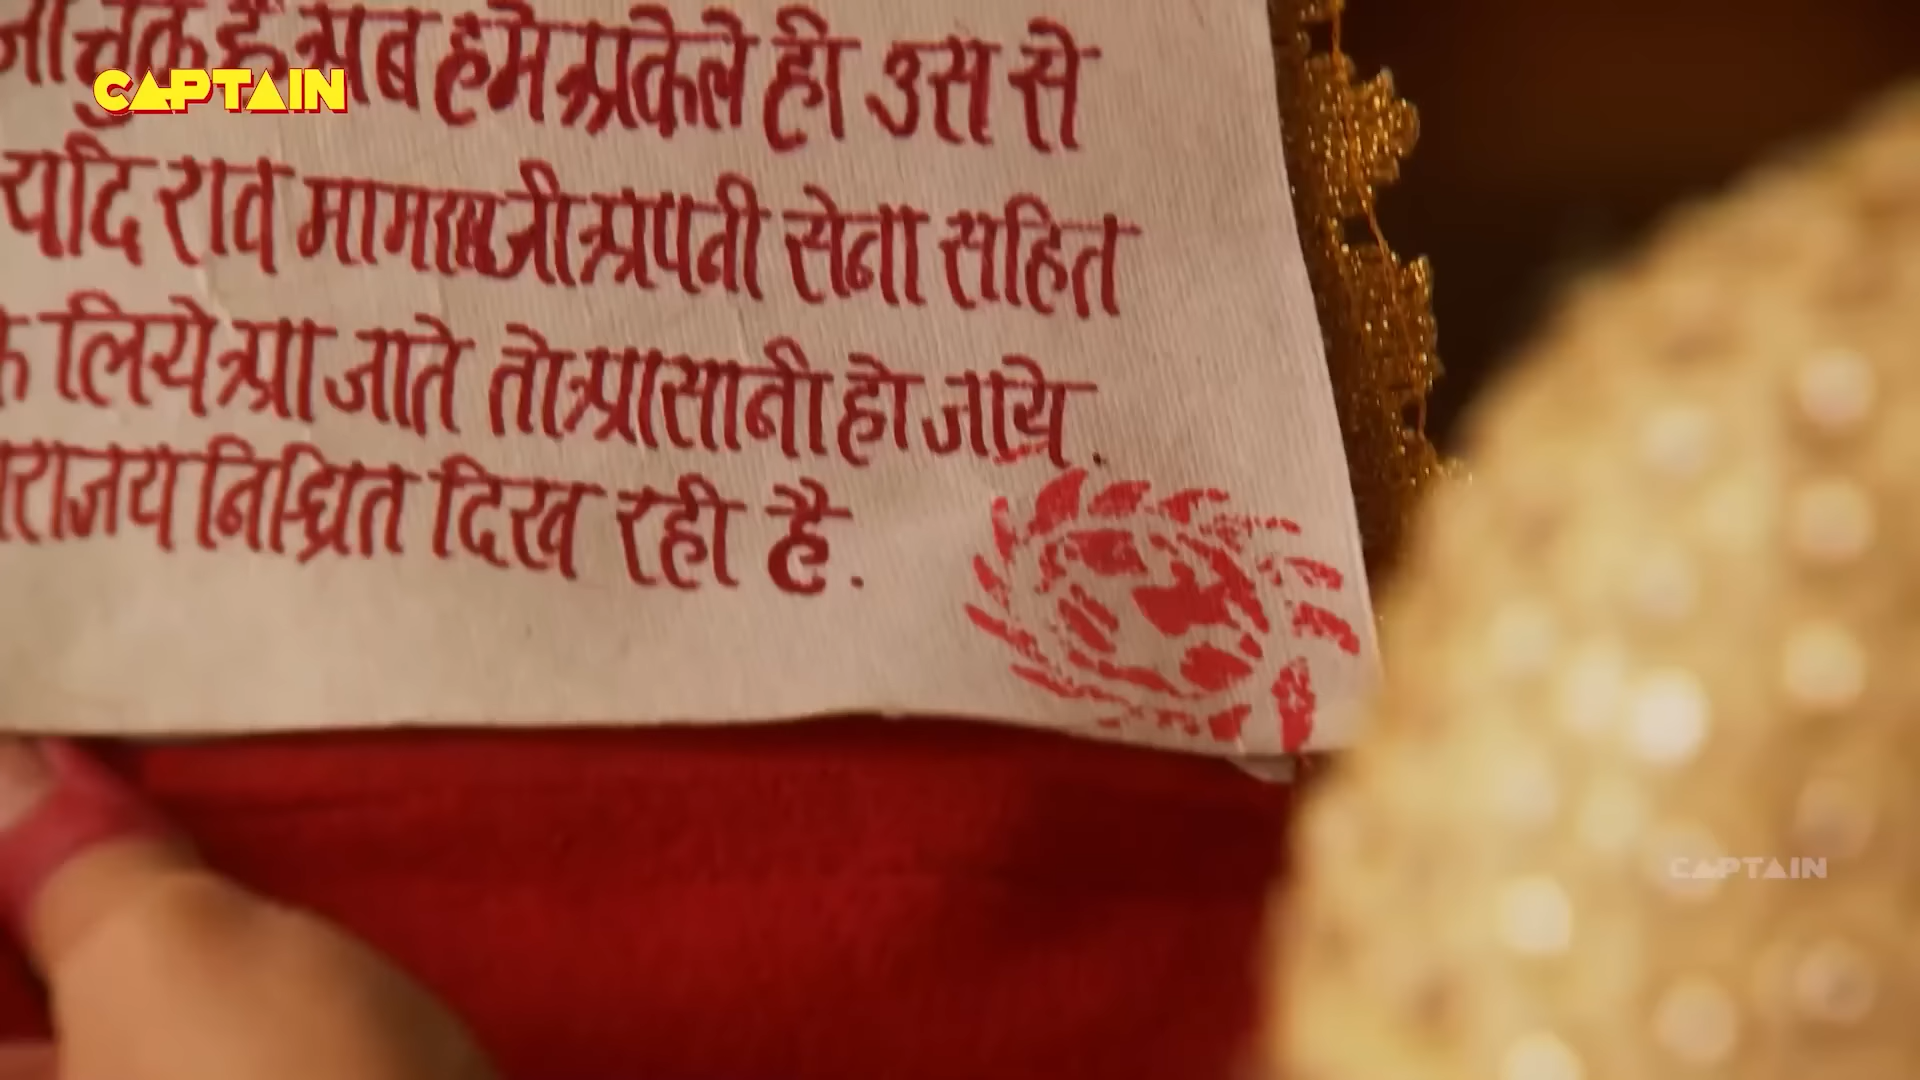 CAPTAIN
जा चुके हैं अब हमे अकेले ही उस से
यदि राव मामाजी अपनी सेना सहित
के लिये आ जाते तो आसानी हो जाये.
राजय निश्चित दिख रही है.
CAPTAIN